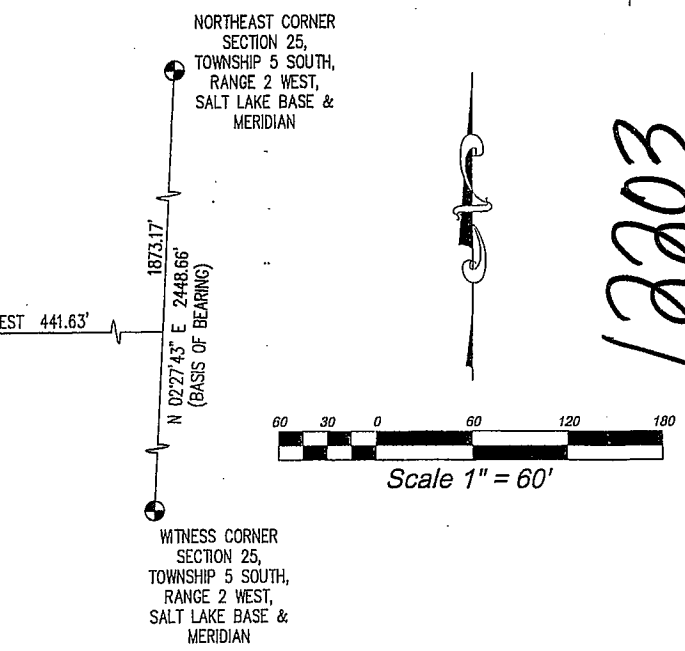 NORTHEAST CORNER
SECTION 25,
TOWNSHIP 5 SOUTH,
RANGE 2 WEST,
SALT LAKE BASE &
MERIDIAN
1873.17'
N 02°27'43" E 2448.66'
(BASIS OF BEARING)
EST 441.63'
60 30 0 60 120 180
Scale 1" = 60'
WITNESS CORNER
SECTION 25,
TOWNSHIP 5 SOUTH,
RANGE 2 WEST,
SALT LAKE BASE &
MERIDIAN